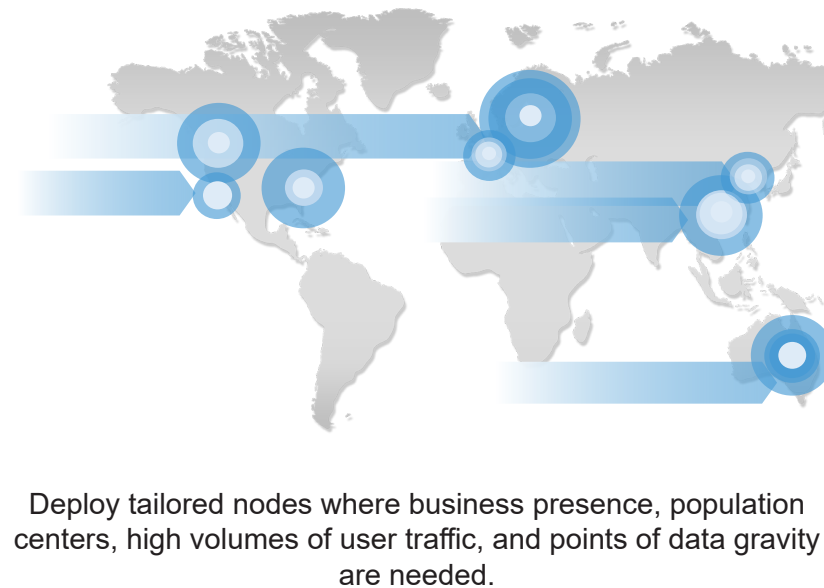 Deploy tailored nodes where business presence, population
centers, high volumes of user traffic, and points of data gravity
are needed.